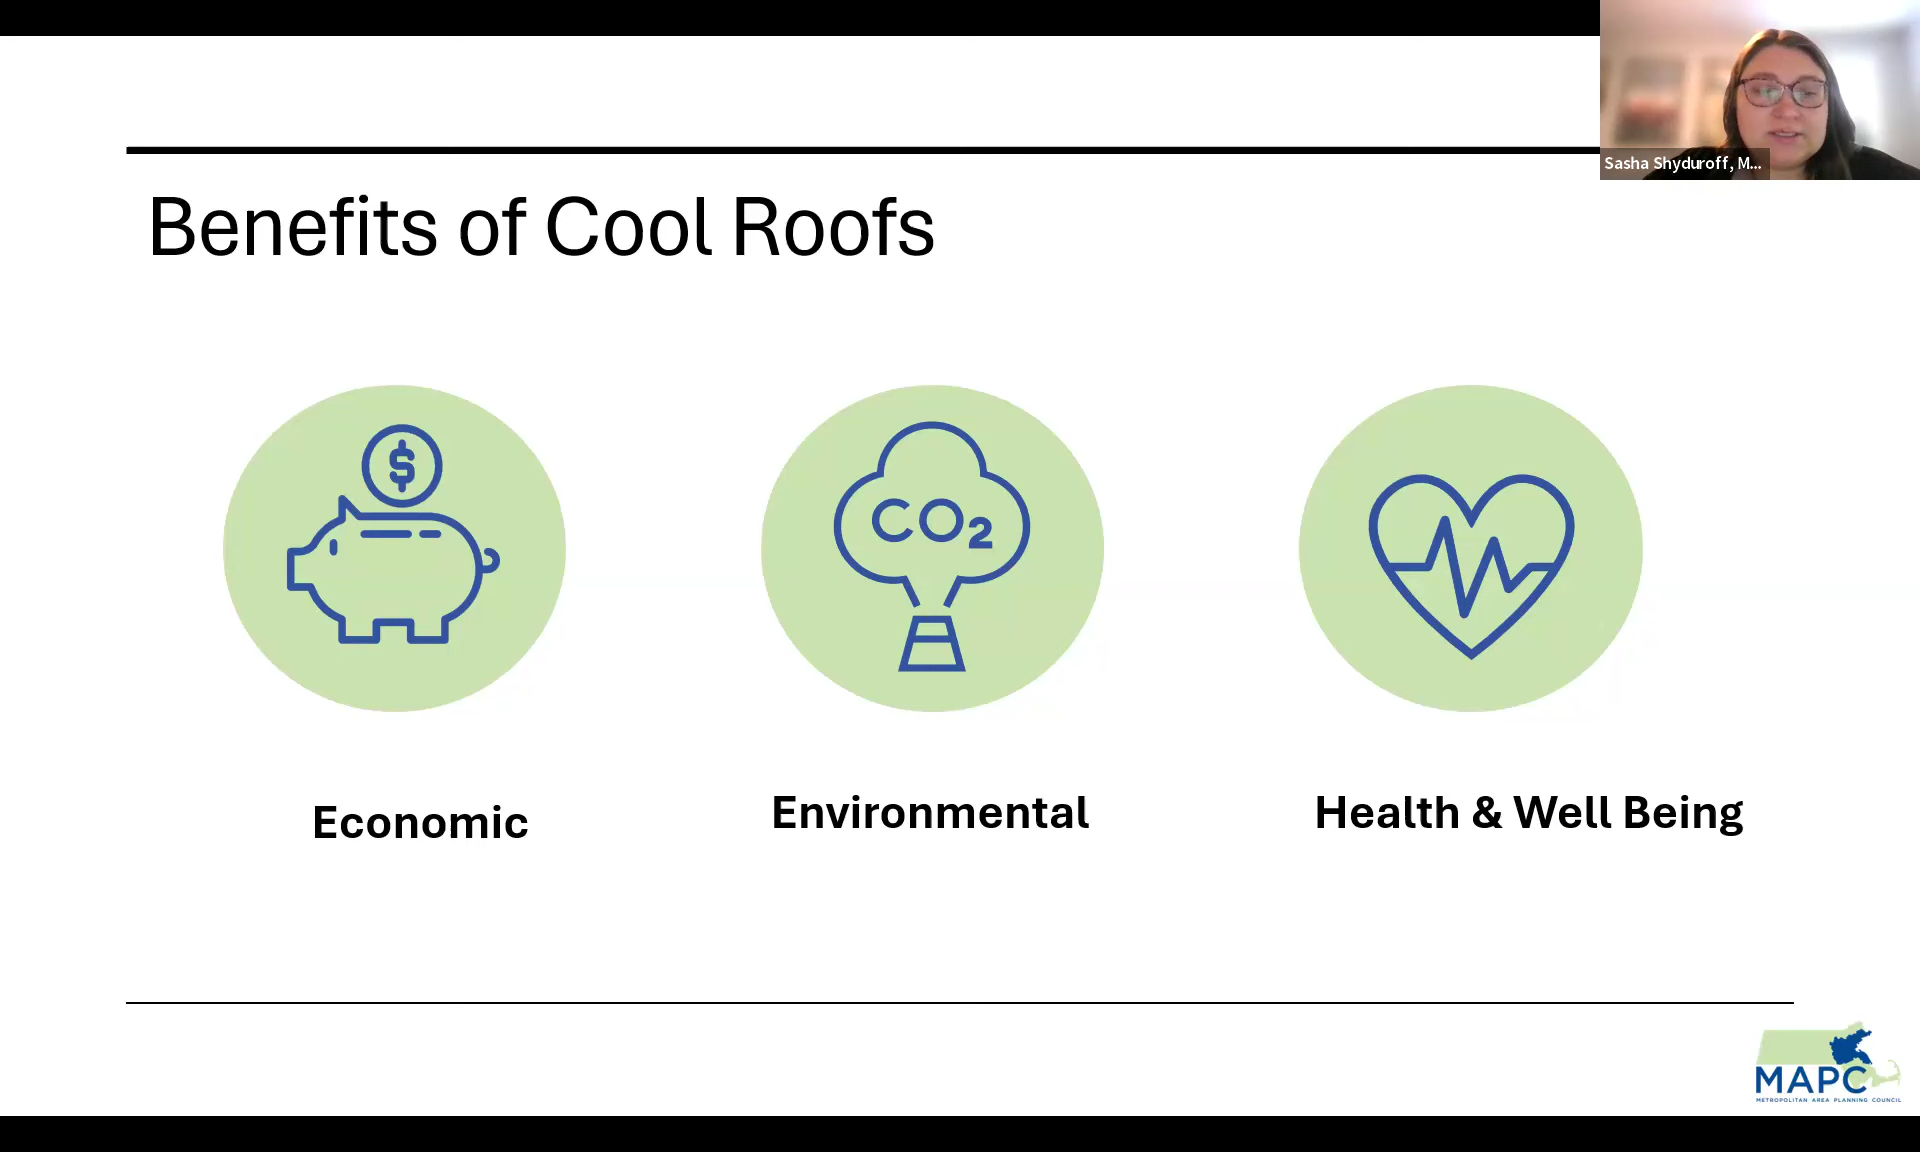 Sasha Shyduroff, M...
Benefits of Cool Roofs
$
CO2
Economic
Environmental
Health & Well Being
MAPC
METROPOLITAN AREA PLANNING COUNCIL